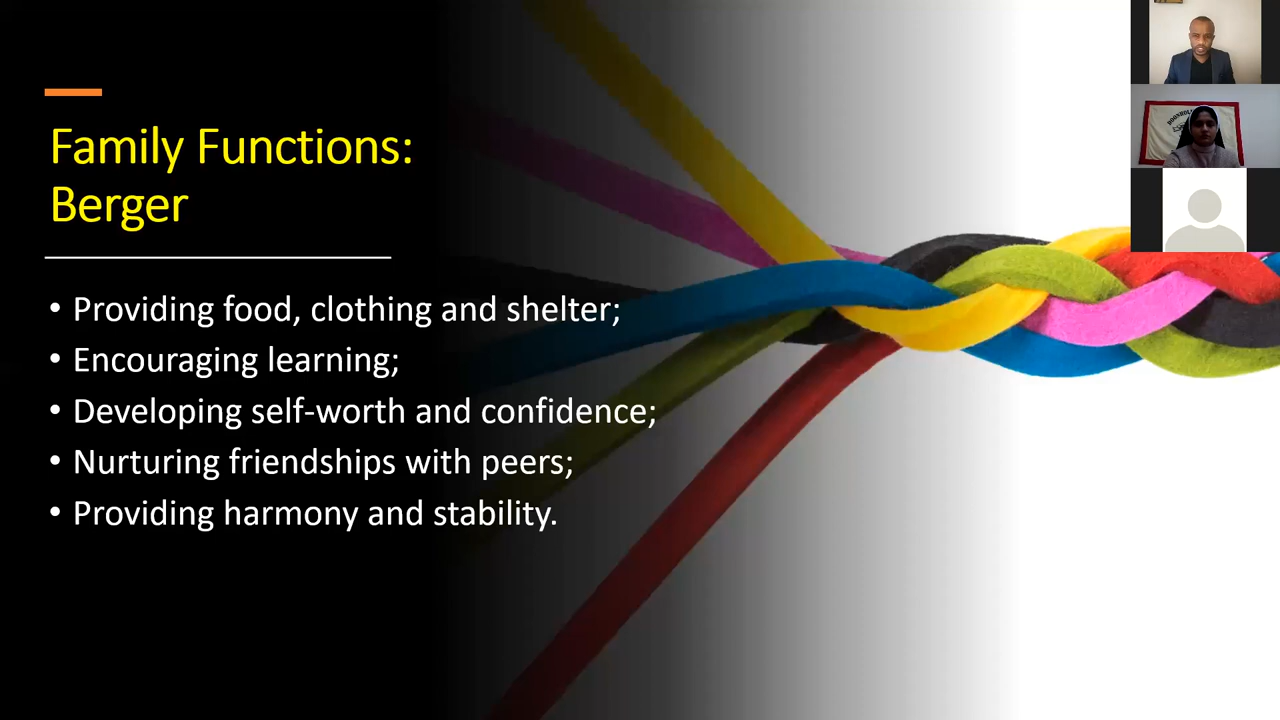 Family Functions:
Berger
• Providing food, clothing and shelter;
• Encouraging learning;
• Developing self-worth and confidence;
• Nurturing friendships with peers;
• Providing harmony and stability.